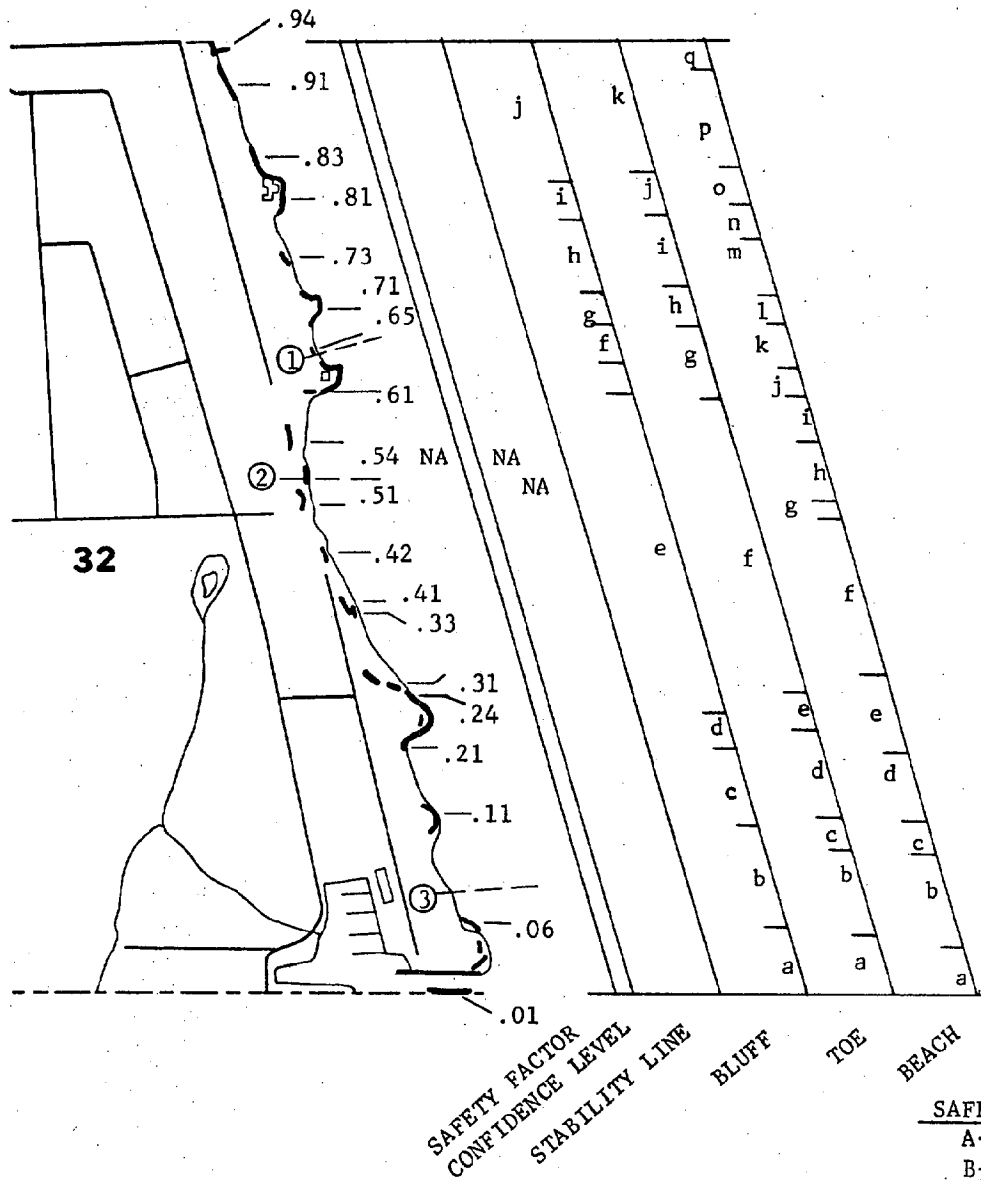 .94
q
.91
j
k
p
.83
i
j
o
.81
n
h
i
m
.73
.71
g
h
l
.65
f
g
k
1
j
.61
i
.54
NA
NA
2
NA
h
.51
g
32
.42
e
f
.41
f
.33
.31
.24
e
e
.21
d
d
d
c
.11
c
c
b
b
b
3
.06
a
a
a
.01
SAFETY FACTOR
CONFIDENCE LEVEL
STABILITY LINE
BLUFF
TOE
BEACH
SAFE
A-
B-